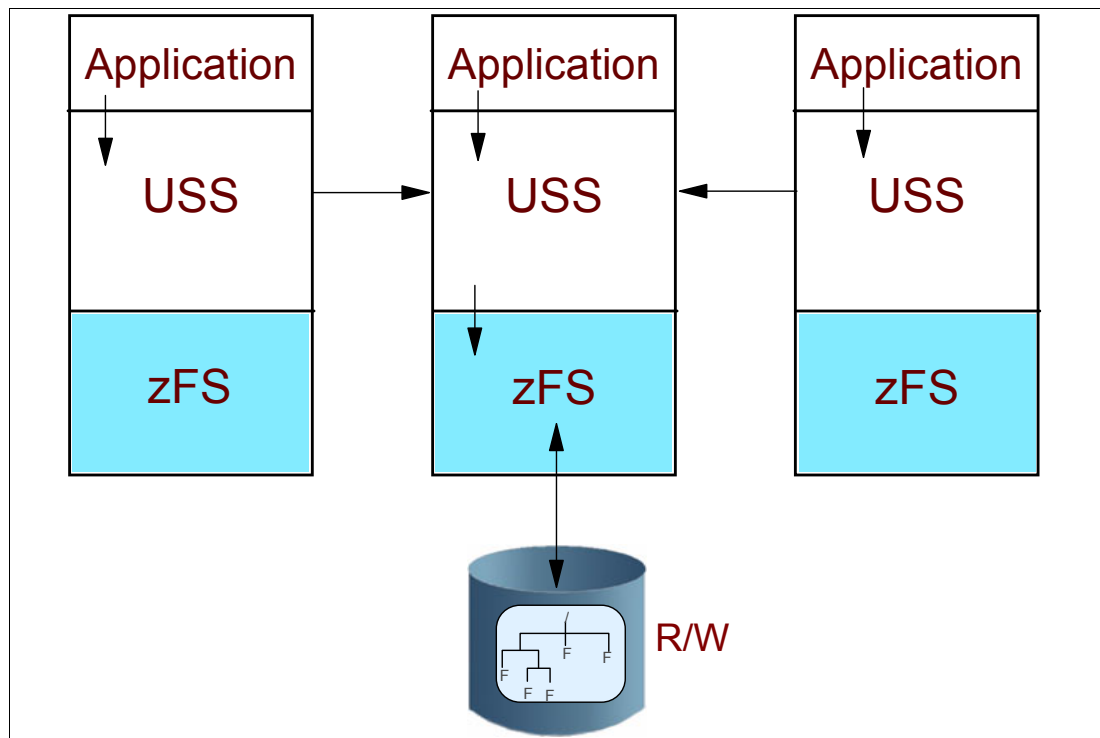 Application
Application
Application
USS
USS
USS
zFS
zFS
zFS
R/W
/
F
F
F
F
F